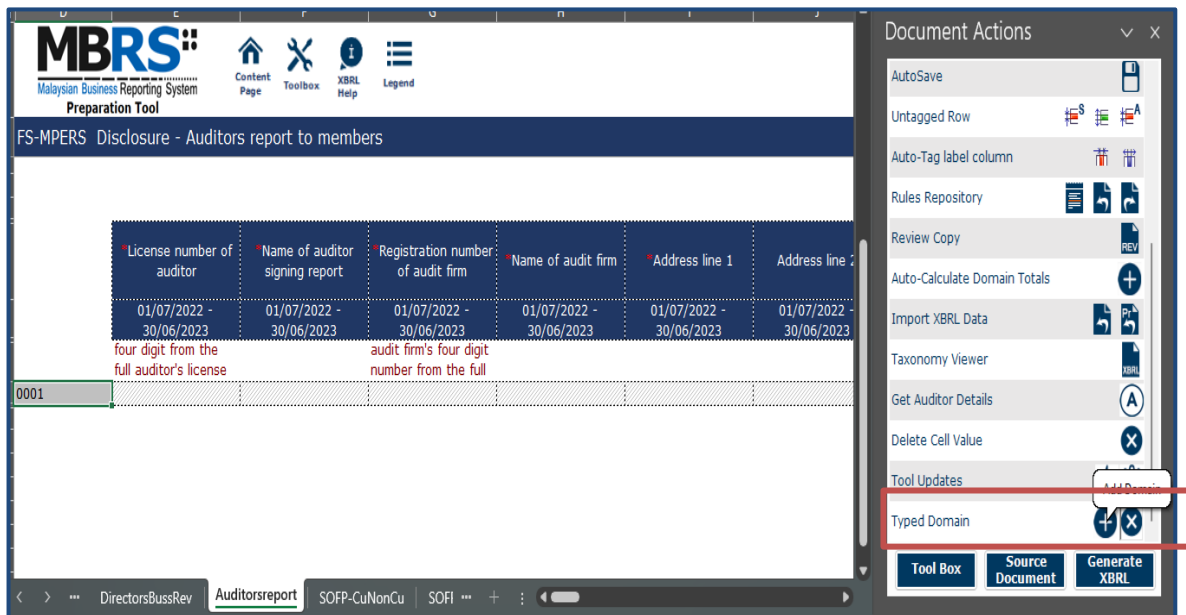 D E F G H I J
MBRS
Malaysian Business Reporting System
Preparation Tool
Content Page
Toolbox
XBRL Help
Legend
FS-MPERS Disclosure - Auditors report to members
*License number of auditor
*Name of auditor signing report
*Registration number of audit firm
*Name of audit firm
*Address line 1
Address line 2
01/07/2022 - 30/06/2023
01/07/2022 - 30/06/2023
01/07/2022 - 30/06/2023
01/07/2022 - 30/06/2023
01/07/2022 - 30/06/2023
01/07/2022 - 30/06/2023
four digit from the
full auditor's license
audit firm's four digit
number from the full
0001
DirectorsBussRev
Auditorsreport
SOFP-CuNonCu
Document Actions
AutoSave
Untagged Row
S
A
Auto-Tag label column
Rules Repository
Review Copy
REV
Auto-Calculate Domain Totals
Import XBRL Data
Pr
Taxonomy Viewer
XBRL
Get Auditor Details
A
Delete Cell Value
Tool Updates
Add Domain
Typed Domain
Tool Box
Source Document
Generate XBRL